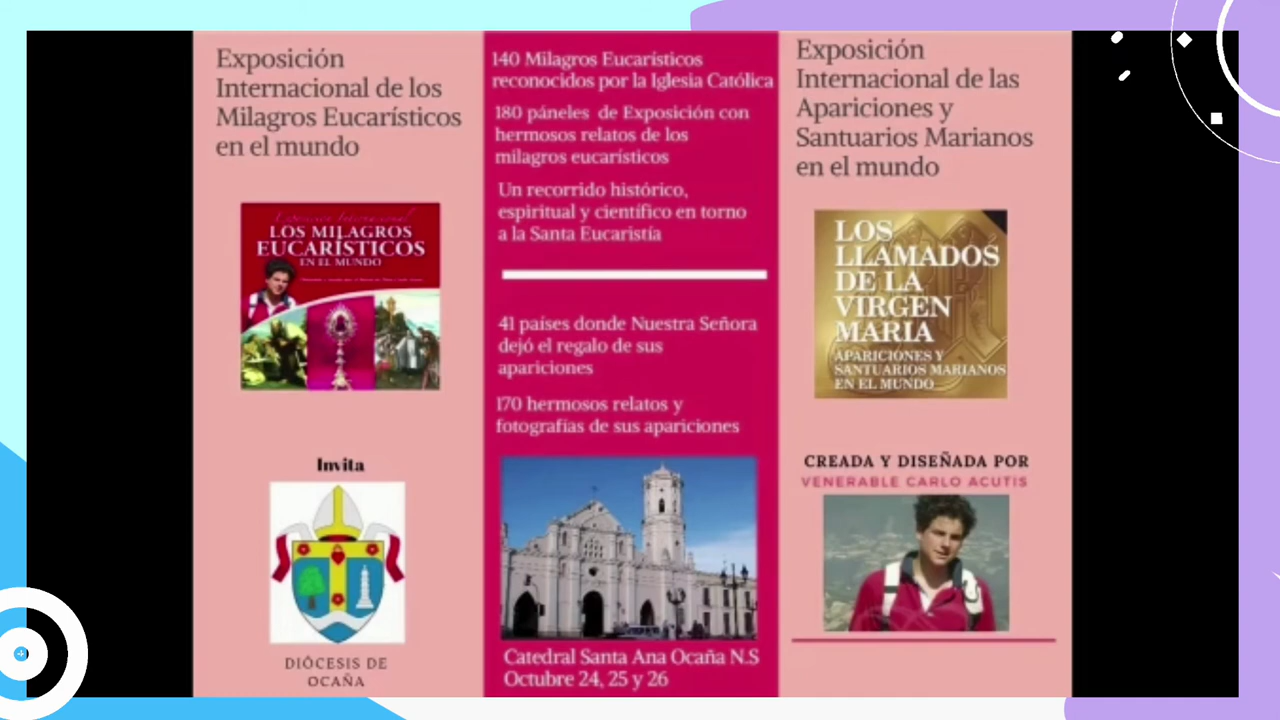 Exposición
Internacional de los
Milagros Eucarísticos
en el mundo
Exposición Internacional
LOS MILAGROS
EUCARÍSTICOS
EN EL MUNDO
Invita
DIÓCESIS DE
OCAÑA
140 Milagros Eucarísticos
reconocidos por la Iglesia Católica
180 páneles de Exposición con
hermosos relatos de los
milagros eucarísticos
Un recorrido histórico,
espiritual y científico en torno
a la Santa Eucaristía
41 países donde Nuestra Señora
dejó el regalo de sus
apariciones
170 hermosos relatos y
fotografías de sus apariciones
Catedral Santa Ana Ocaña N.S
Octubre 24, 25 y 26
Exposición
Internacional de las
Apariciones y
Santuarios Marianos
en el mundo
LOS
LLAMADOS
DE LA
VIRGEN
MARIA
APARICIONES Y
SANTUARIOS MARIANOS
EN EL MUNDO
CREADA Y DISEÑADA POR
VENERABLE CARLO ACUTIS